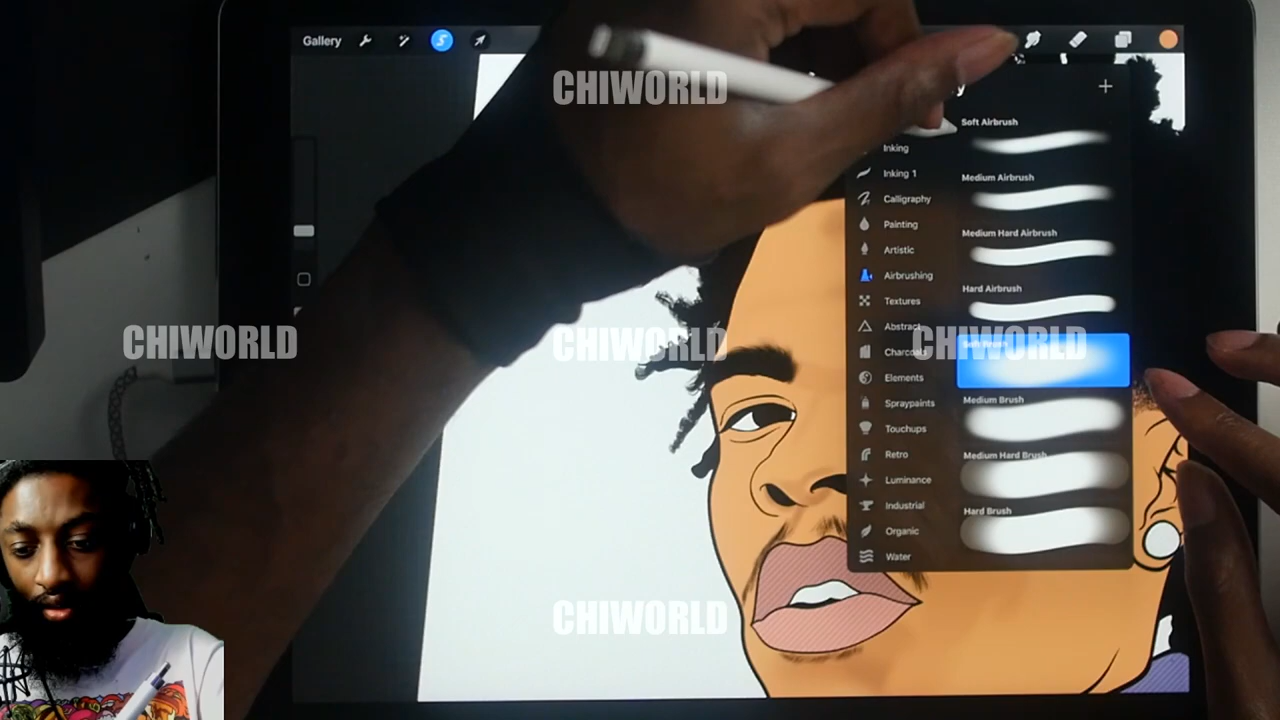 Gallery
CHIWORLD
Soft Airbrush
Inking
Inking 1
Medium Airbrush
Calligraphy
Painting
Medium Hard Airbrush
Artistic
Airbrushing
Hard Airbrush
Textures
Abstract
CHIWORLD
CHIWORLD
CHIWORLD
Soft Brush
Charcoals
Elements
Medium Brush
Spraypaints
Touchups
Retro
Medium Hard Brush
Luminance
Industrial
Hard Brush
Organic
Water
CHIWORLD